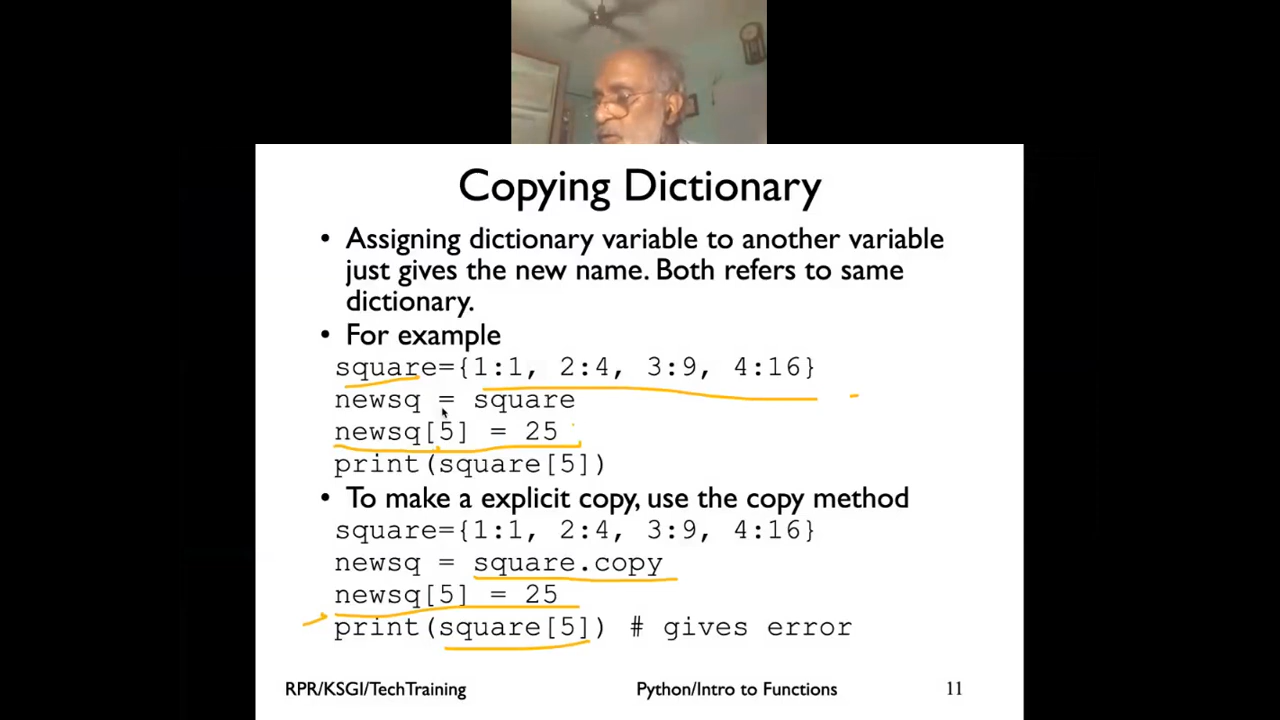 Copying Dictionary
• Assigning dictionary variable to another variable
just gives the new name. Both refers to same
dictionary.
• For example
square={1:1, 2:4, 3:9, 4:16}
newsq = square
newsq[5] = 25
print(square[5])
• To make a explicit copy, use the copy method
square={1:1, 2:4, 3:9, 4:16}
newsq = square.copy
newsq[5] = 25
print(square[5]) # gives error
RPR/KSGI/TechTraining Python/Intro to Functions 11